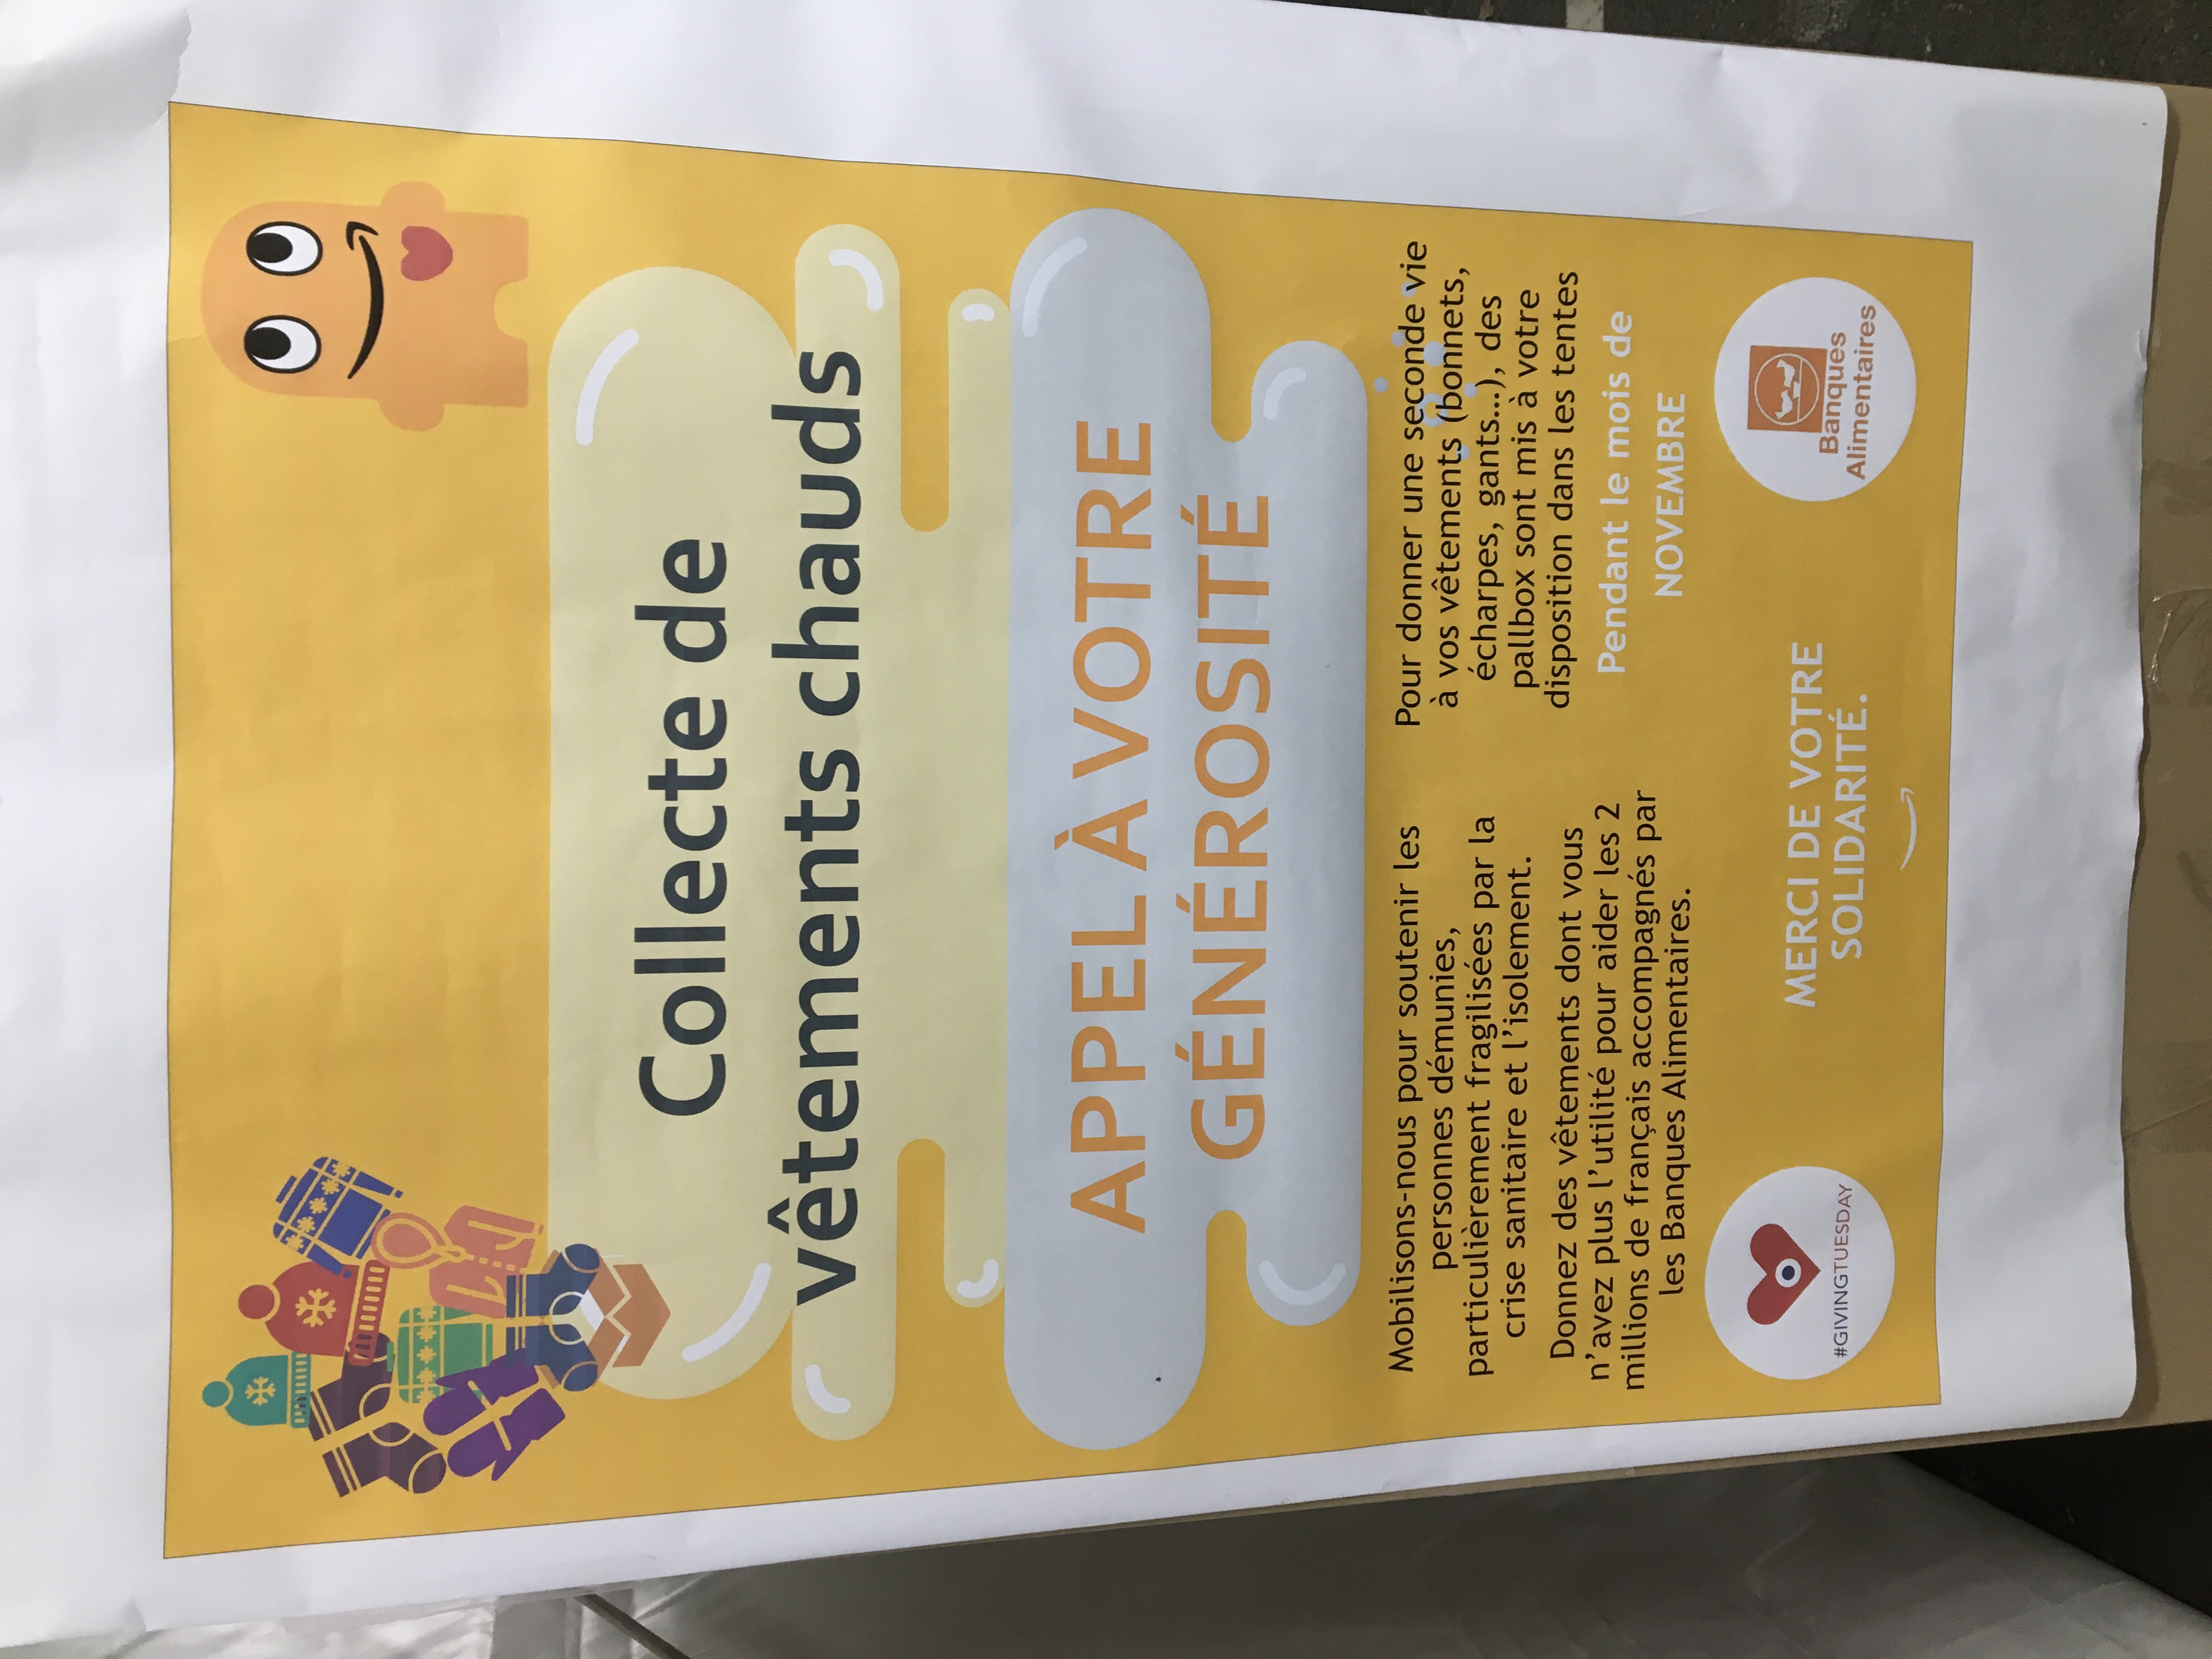 Collecte de
vêtements chauds
APPEL À VOTRE
GÉNÉROSITÉ
Mobilisons-nous pour soutenir les
personnes démunies,
particulièrement fragilisées par la
crise sanitaire et l'isolement.
Donnez des vêtements dont vous
n'avez plus l'utilité pour aider les 2
millions de français accompagnés par
les Banques Alimentaires.
Pour donner une seconde vie
à vos vêtements (bonnets,
écharpes, gants...), des
pallbox sont mis à votre
disposition dans les tentes
Pendant le mois de
NOVEMBRE
#GIVINGTUESDAY
MERCI DE VOTRE
SOLIDARITÉ.
Banques
Alimentaires